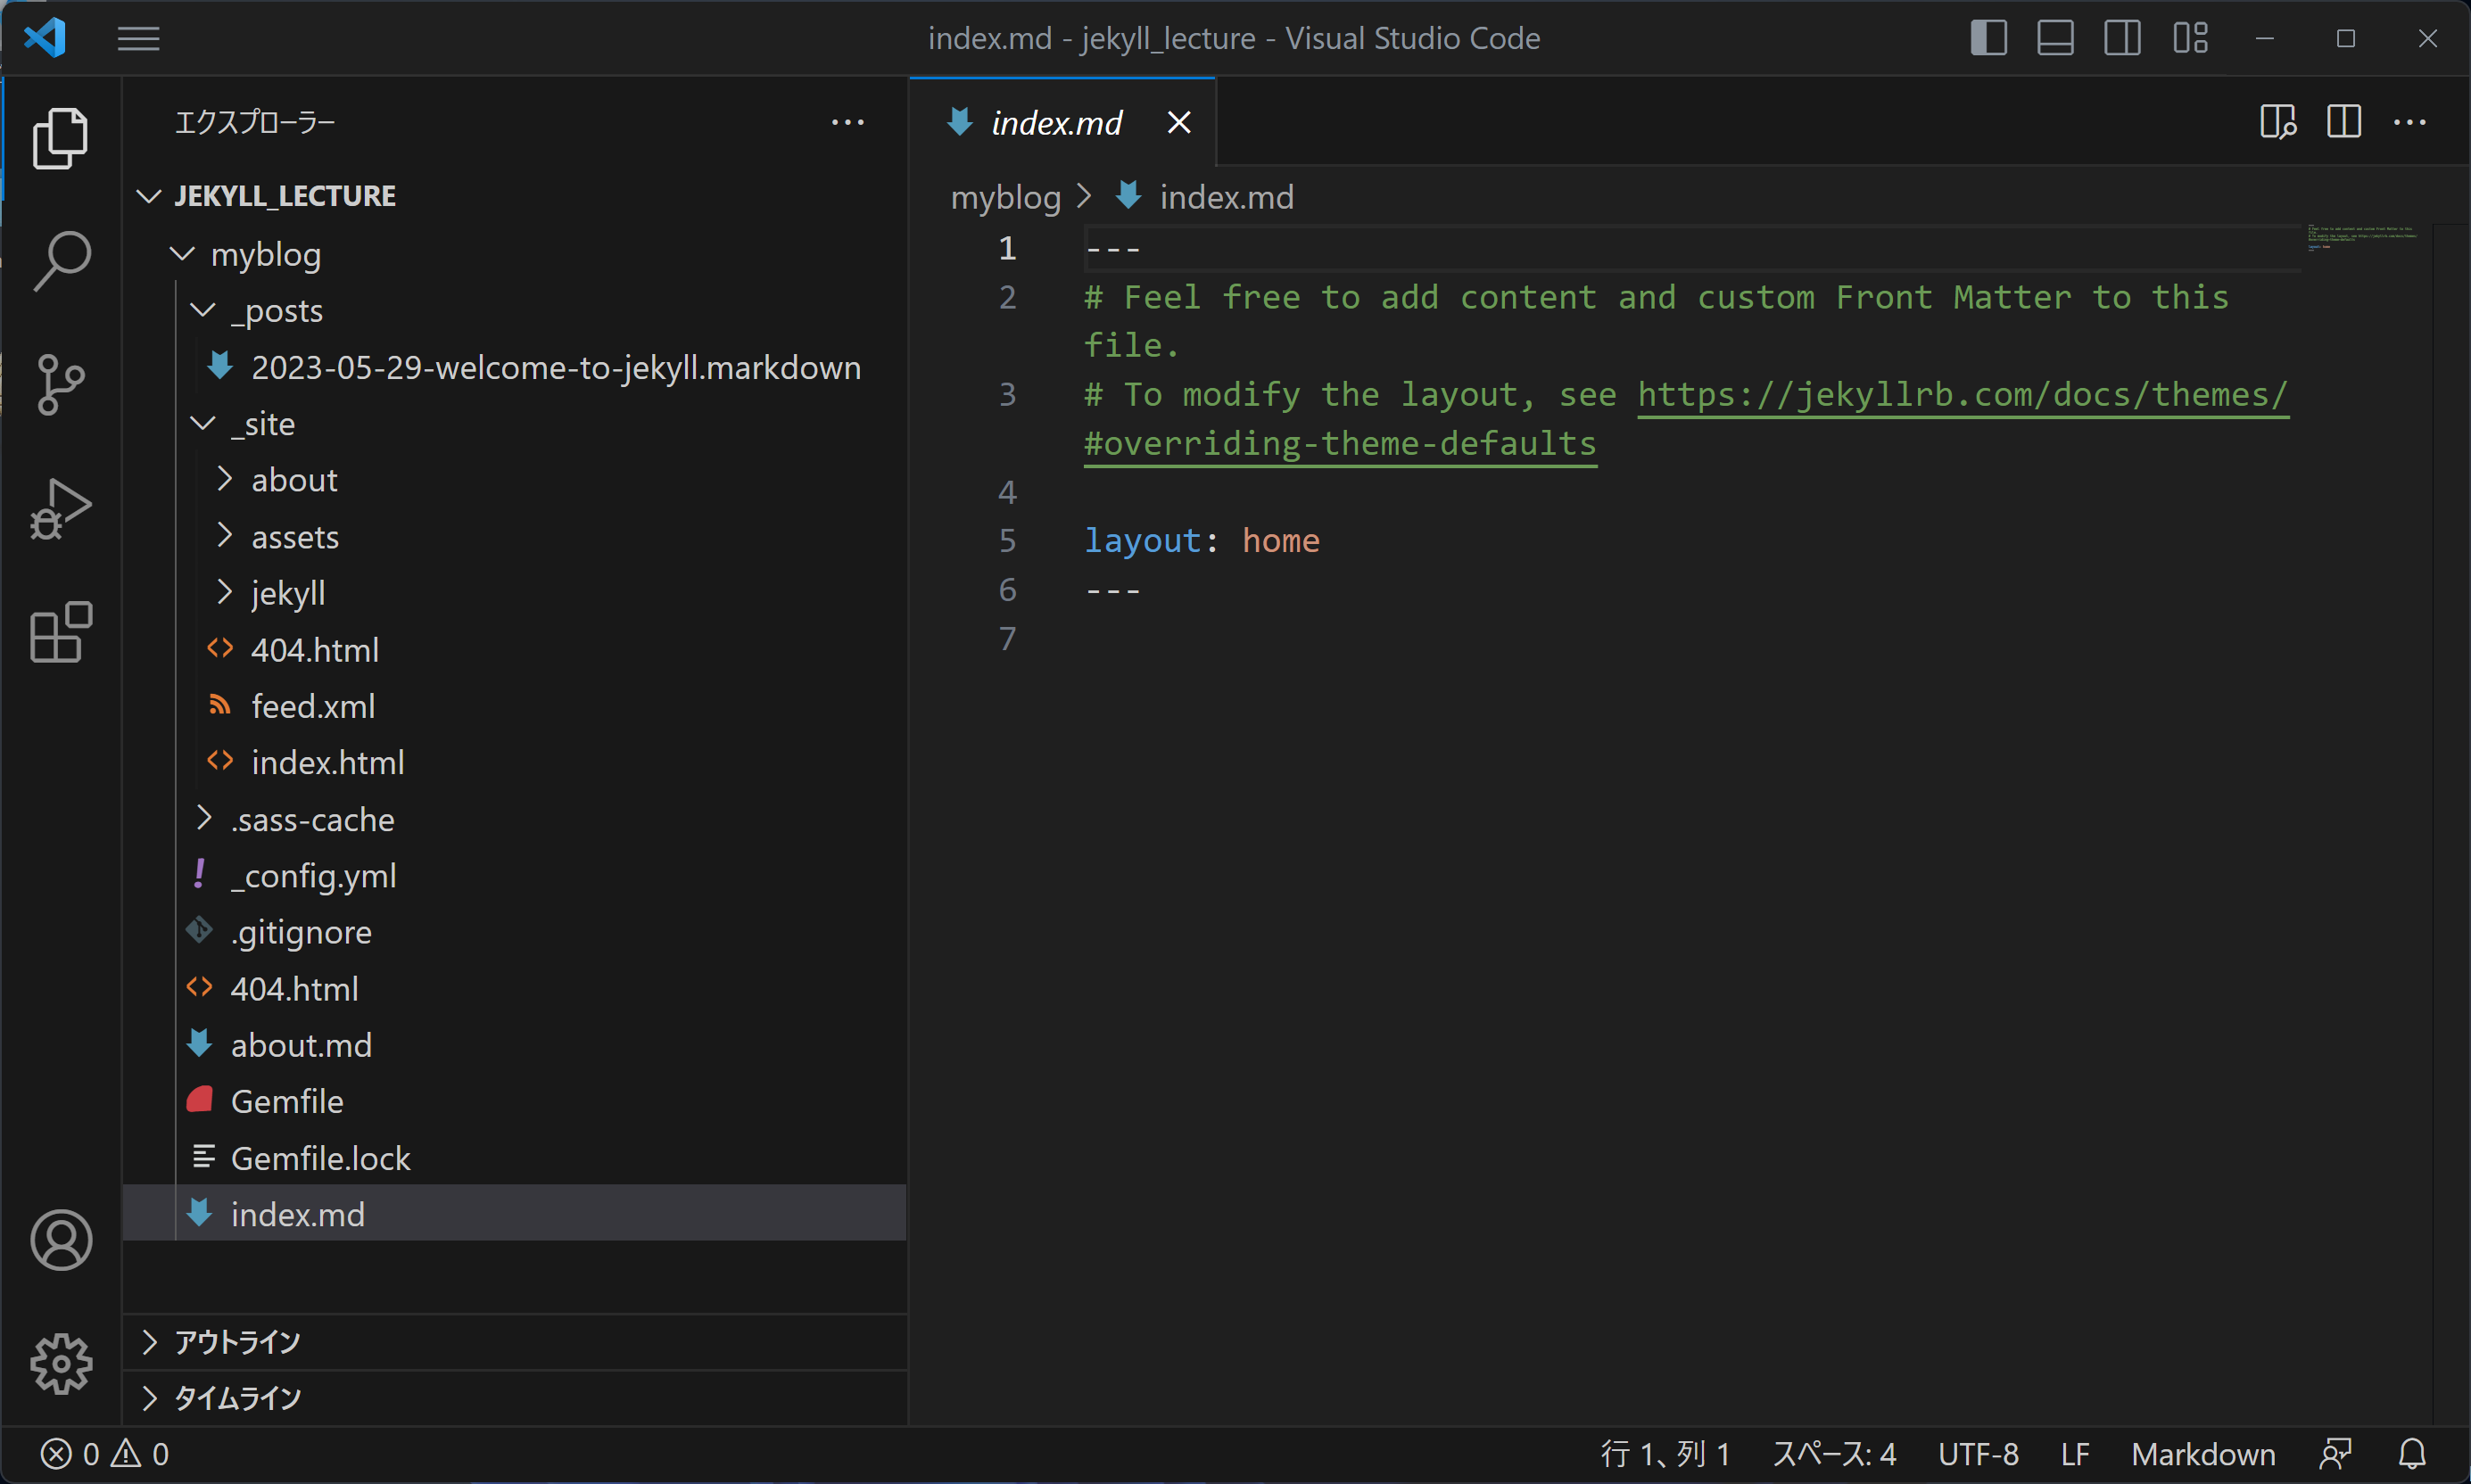 index.md - jekyll_lecture - Visual Studio Code
エクスプローラー
JEKYLL_LECTURE
myblog
_posts
2023-05-29-welcome-to-jekyll.markdown
_site
about
assets
jekyll
404.html
feed.xml
index.html
.sass-cache
_config.yml
.gitignore
404.html
about.md
Gemfile
Gemfile.lock
index.md
アウトライン
タイムライン
index.md
myblog > index.md
1 ---
2 # Feel free to add content and custom Front Matter to this
file.
3 # To modify the layout, see https://jekyllrb.com/docs/themes/
#overriding-theme-defaults
4
5 layout: home
6 ---
7
0 0 行 1、列 1 スペース: 4 UTF-8 LF Markdown